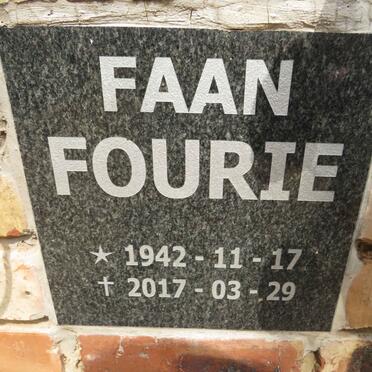 FAAN
FOURIE
★ 1942 - 11 - 17
† 2017 - 03 - 29